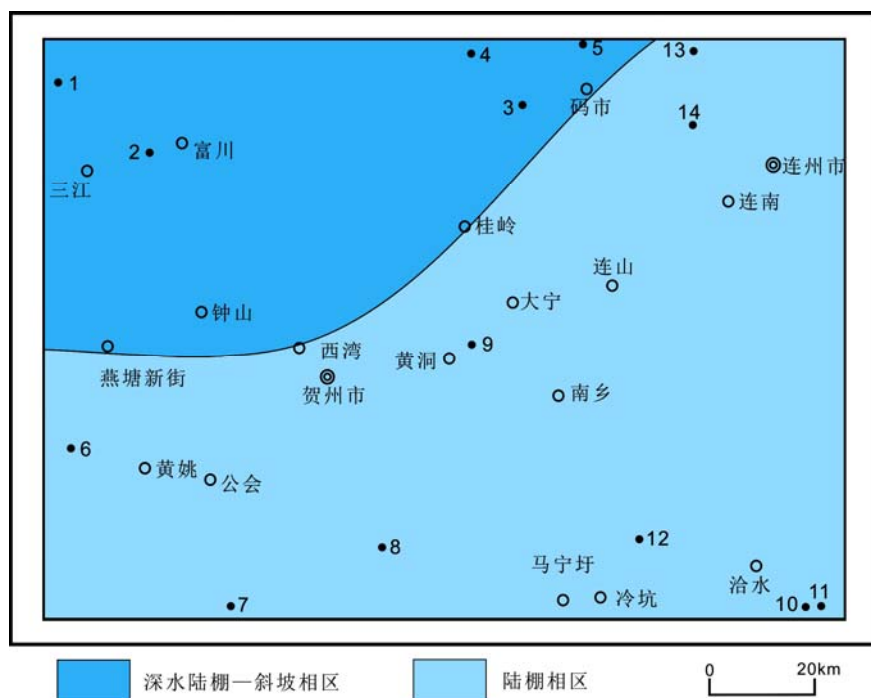 5
13
4
1
码市
3
14
富川
2
连州市
三江
连南
桂岭
连山
大宁
钟山
9
西湾
黄洞
燕塘新街
贺州市
南乡
6
黄姚
公会
12
8
马宁圩
洽水
冷坑
7
10
11
深水陆棚—斜坡相区
陆棚相区
0
20km